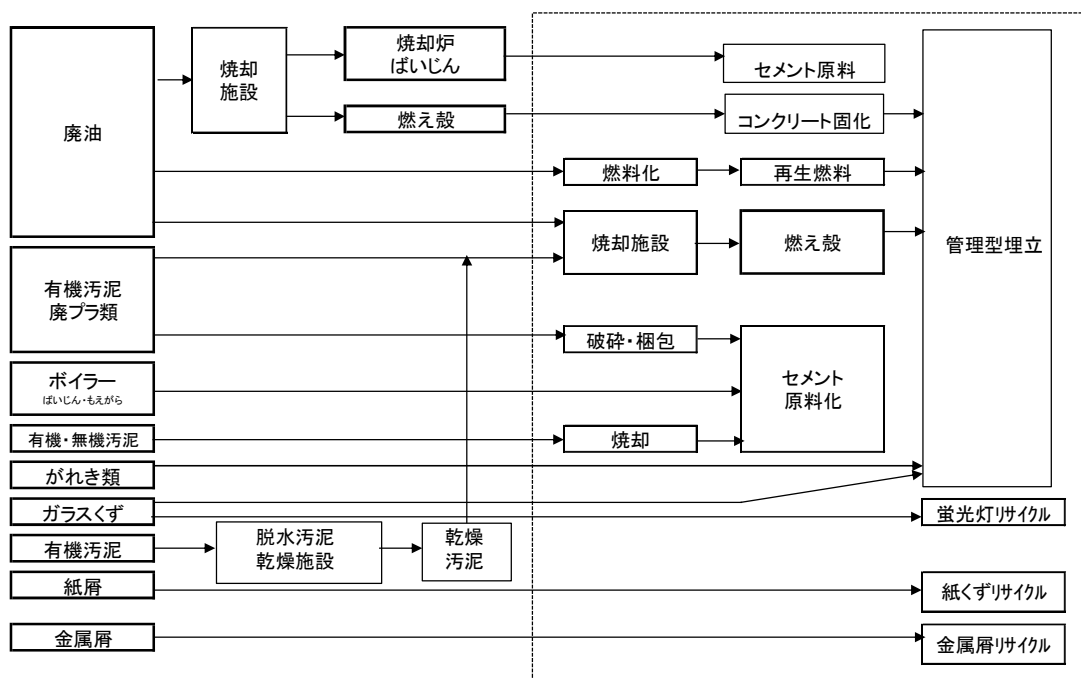 焼却炉
ばいじん
セメント原料
焼却
施設
廃油
燃え殻
コンクリート固化
燃料化
再生燃料
焼却施設
燃え殻
管理型埋立
有機汚泥
廃プラ類
破砕・梱包
ボイラー
ばいじん・もえがら
セメント
原料化
有機・無機汚泥
焼却
がれき類
ガラスくず
蛍光灯リサイクル
有機汚泥
脱水汚泥
乾燥施設
乾燥
汚泥
紙屑
紙くずリサイクル
金属屑
金属屑リサイクル